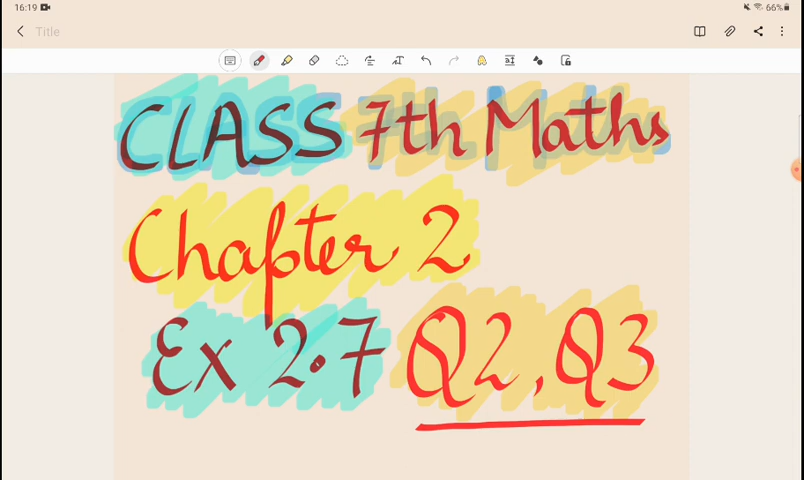 16:19 66%
Title
CLASS 7th Maths
Chapter 2
Ex 2.7 Q2, Q3